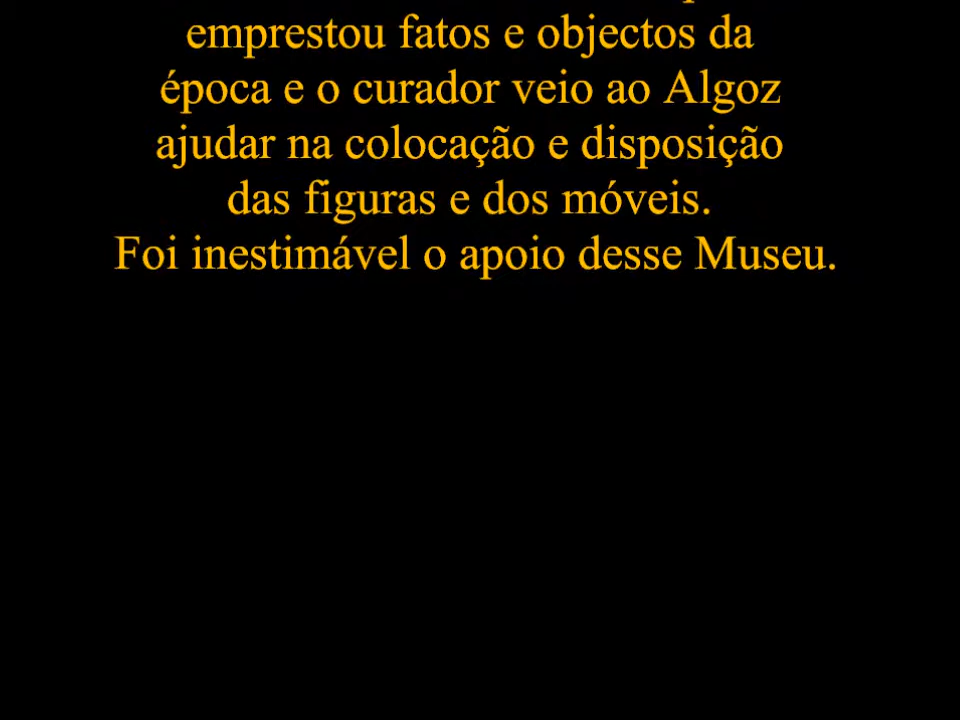 emprestou fatos e objectos da
época e o curador veio ao Algoz
ajudar na colocação e disposição
das figuras e dos móveis.
Foi inestimável o apoio desse Museu.